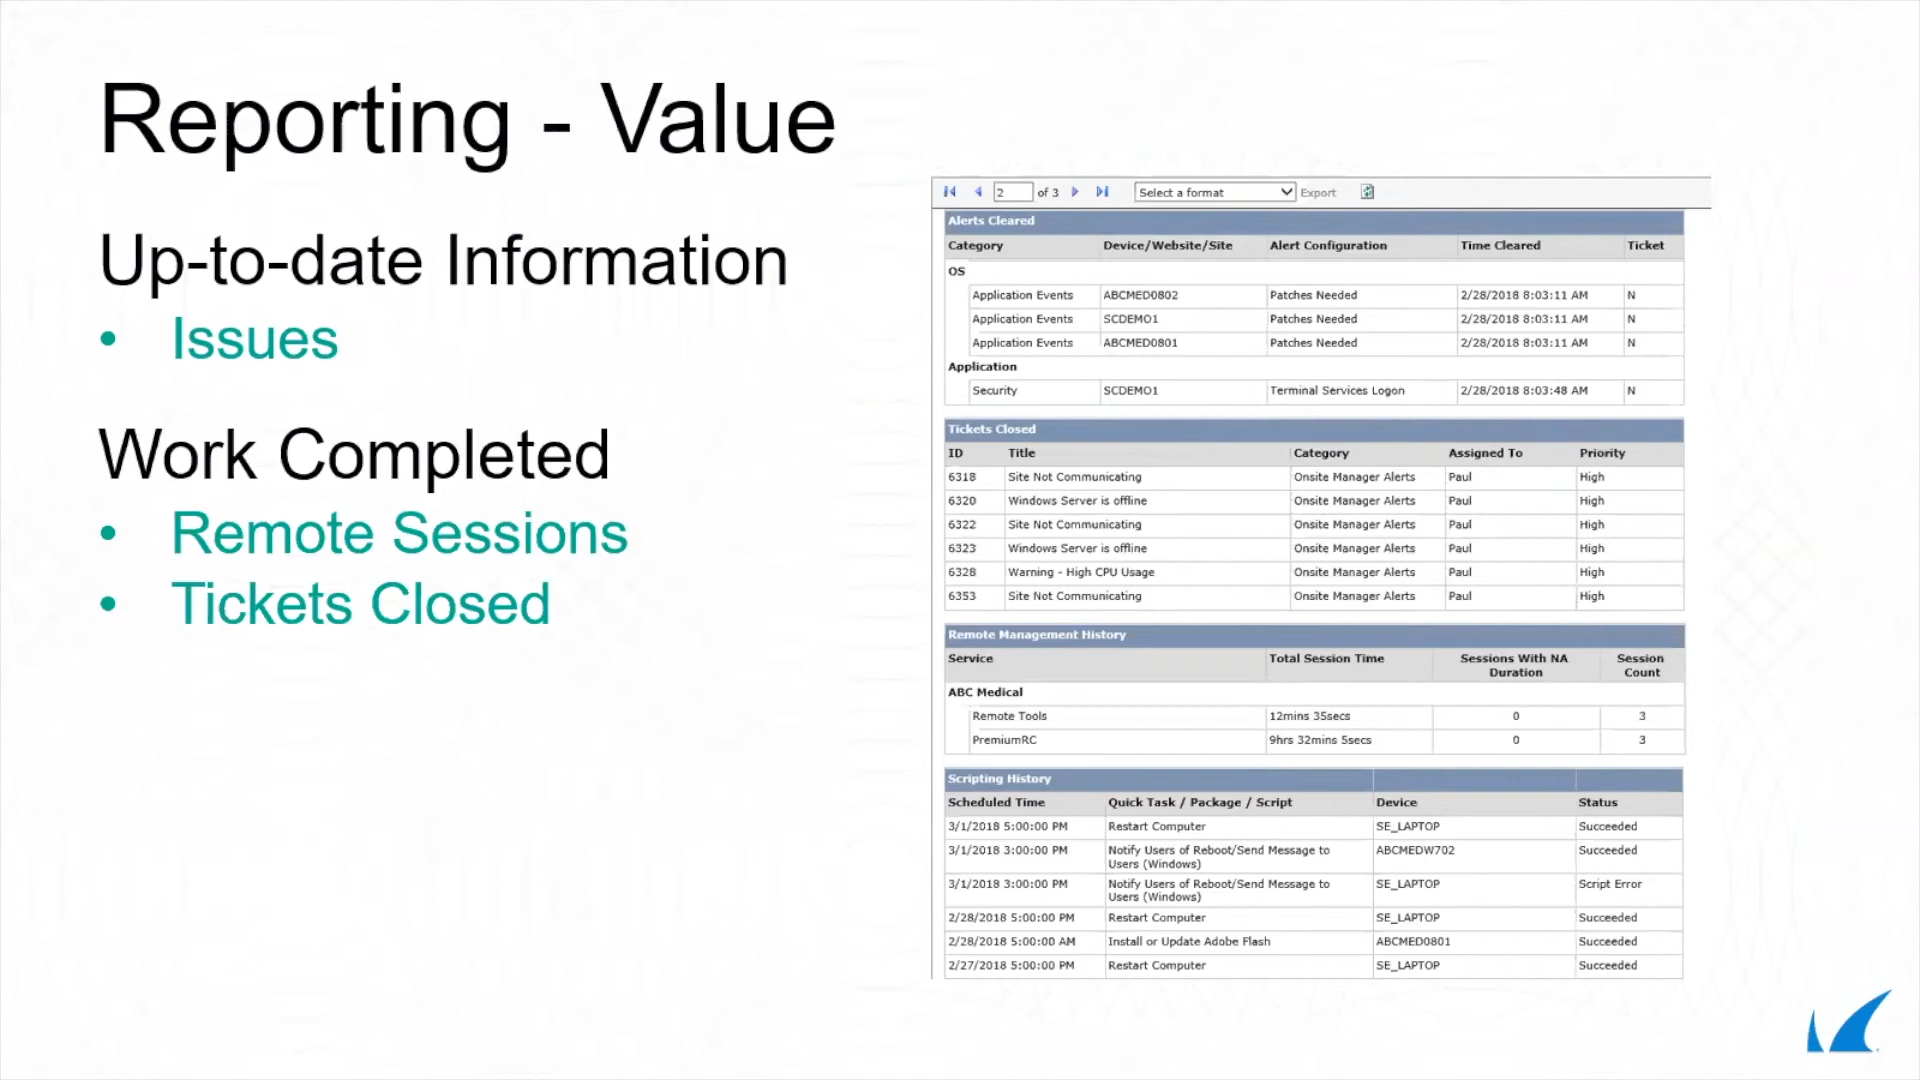 Reporting - Value
Up-to-date Information
• Issues
Work Completed
• Remote Sessions
• Tickets Closed
2 of 3 Select a format Export
Alerts Cleared
Category Device/Website/Site Alert Configuration Time Cleared Ticket
OS
Application Events ABCMED0802 Patches Needed 2/28/2018 8:03:11 AM N
Application Events SCDEMO1 Patches Needed 2/28/2018 8:03:11 AM N
Application Events ABCMED0801 Patches Needed 2/28/2018 8:03:11 AM N
Application
Security SCDEMO1 Terminal Services Logon 2/28/2018 8:03:48 AM N
Tickets Closed
ID Title Category Assigned To Priority
6318 Site Not Communicating Onsite Manager Alerts Paul High
6320 Windows Server is offline Onsite Manager Alerts Paul High
6322 Site Not Communicating Onsite Manager Alerts Paul High
6323 Windows Server is offline Onsite Manager Alerts Paul High
6328 Warning - High CPU Usage Onsite Manager Alerts Paul High
6353 Site Not Communicating Onsite Manager Alerts Paul High
Remote Management History
Service Total Session Time Sessions With NA Duration Session Count
ABC Medical
Remote Tools 12mins 35secs 0 3
PremiumRC 9hrs 32mins 5secs 0 3
Scripting History
Scheduled Time Quick Task / Package / Script Device Status
3/1/2018 5:00:00 PM Restart Computer SE_LAPTOP Succeeded
3/1/2018 3:00:00 PM Notify Users of Reboot/Send Message to Users (Windows) ABCMEDW702 Succeeded
3/1/2018 3:00:00 PM Notify Users of Reboot/Send Message to Users (Windows) SE_LAPTOP Script Error
2/28/2018 5:00:00 PM Restart Computer SE_LAPTOP Succeeded
2/28/2018 5:00:00 AM Install or Update Adobe Flash ABCMED0801 Succeeded
2/27/2018 5:00:00 PM Restart Computer SE_LAPTOP Succeeded